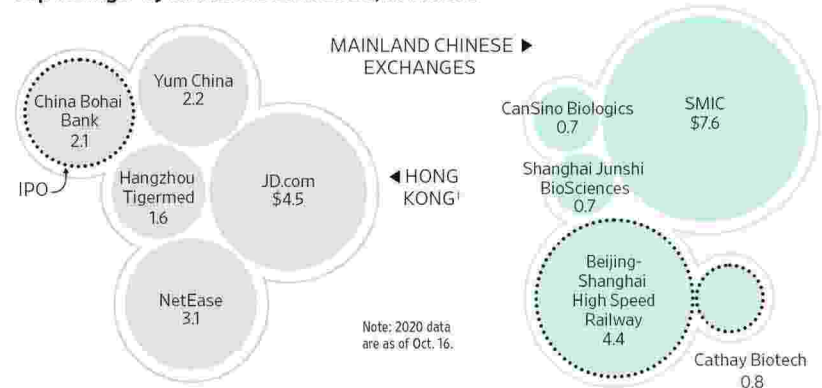 MAINLAND CHINESE ▶
EXCHANGES
Yum China
2.2
China Bohai
Bank
2.1
IPO
Hangzhou
Tigermed
1.6
JD.com
$4.5
◀ HONG
KONG¹
NetEase
3.1
Note: 2020 data
are as of Oct. 16.
CanSino Biologics
0.7
SMIC
$7.6
Shanghai Junshi
BioSciences
0.7
Beijing-
Shanghai
High Speed
Railway
4.4
Cathay Biotech
0.8